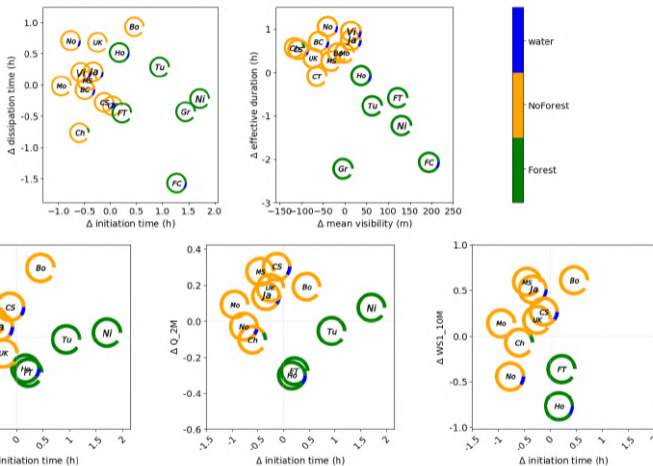 1.0
0.5
0.0
-0.5
-1.0
-1.5
Δ dissipation time (h)
No
UK
Bo
Ho
Tu
Vi
Ja
MS
BC
Mo
CS
FT
Ni
Gr
Ch
FC
-1.0 -0.5 0.0 0.5 1.0 1.5 2.0
Δ initiation time (h)
1
0
-1
-2
-3
Δ effective duration (h)
No
Vi
Ja
BC
Mo
UK
MS
CT
Ho
FT
Tu
Ni
Gr
FC
-150 -100 -50 0 50 100 150 200 250
Δ mean visibility (m)
water
NoForest
Forest
Bo
CS
UK
Ho
FT
Tu
Ni
0 0.5 1 1.5 2
initiation time (h)
0.4
0.2
0.0
-0.2
-0.4
-0.6
Δ Q_2M
MS
CS
UK
Ja
Bo
Mo
No
Ch
Ni
Tu
FT
Ho
-1.5 -1 -0.5 0 0.5 1 1.5 2
Δ initiation time (h)
1.0
0.5
0.0
-0.5
-1.0
Δ WS1_10M
MS
Ja
Bo
CS
UK
Mo
Ch
No
FT
Ho
-1.5 -1 -0.5 0 0.5 1
Δ initiation time (h)